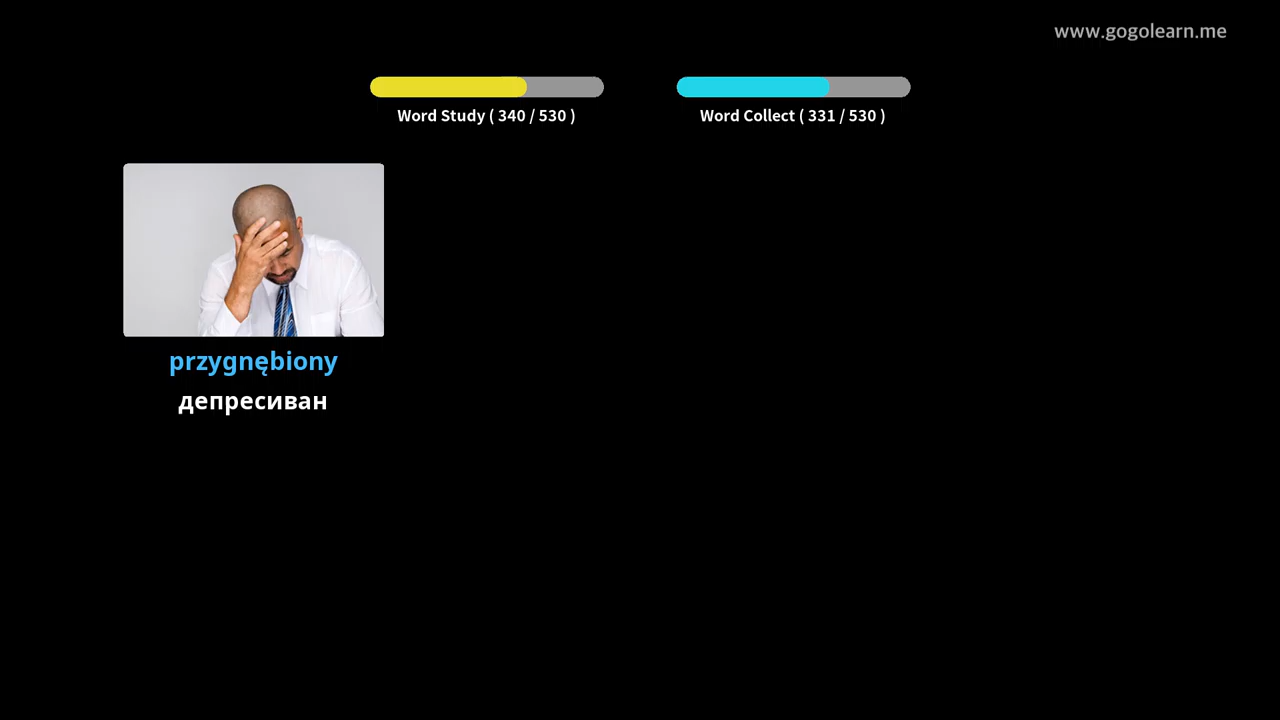 www.gogolearn.me
Word Study ( 340 / 530 )
Word Collect ( 331 / 530 )
przygnębiony
депресиван